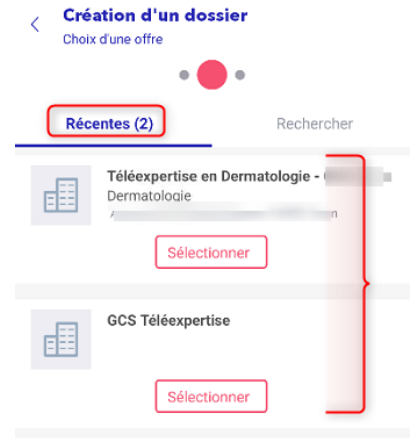 Création d'un dossier
Choix d'une offre
Récentes (2)
Rechercher
Téléexpertise en Dermatologie -
Dermatologie
Sélectionner
GCS Téléexpertise
Sélectionner